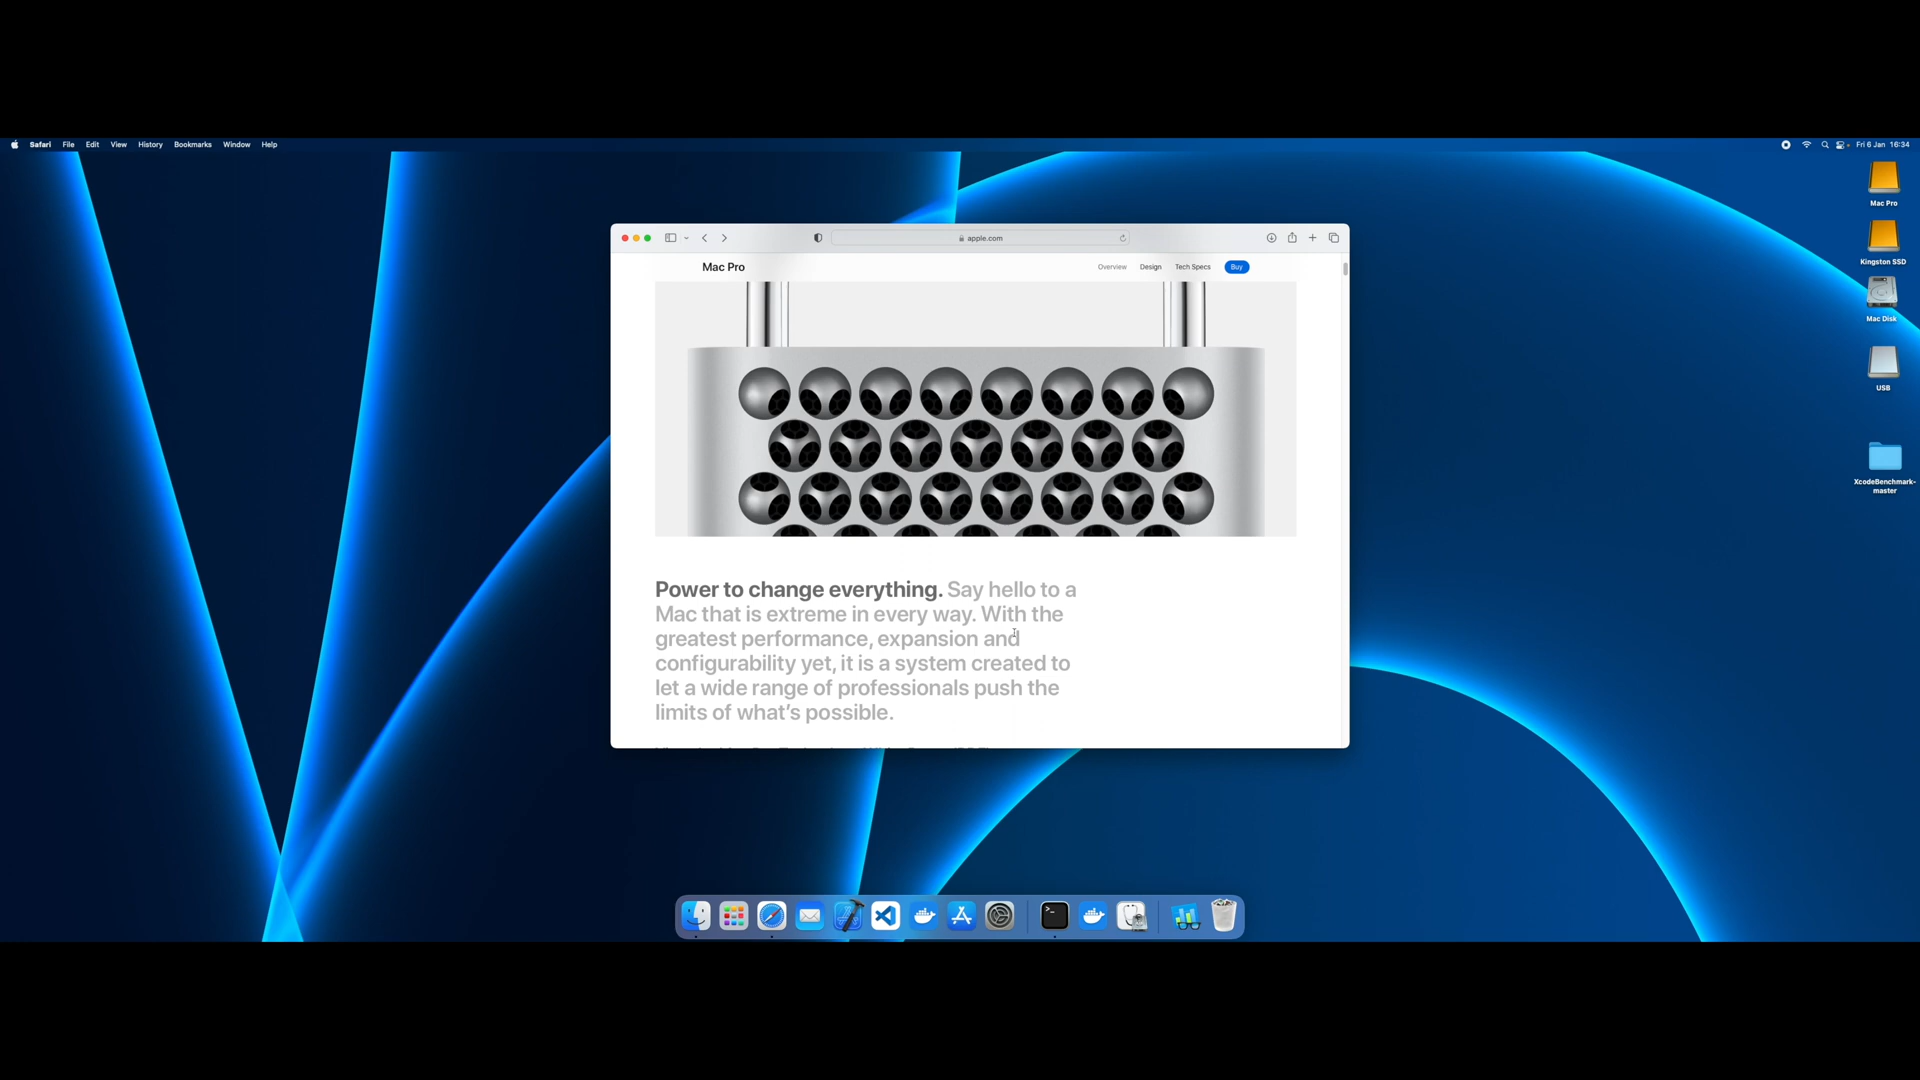 Safari File Edit View History Bookmarks Window Help
Fri 6 Jan 16:34
Mac Pro
Kingston SSD
Mac Disk
USB
XcodeBenchmark-
master
apple.com
Mac Pro
Overview Design Tech Specs Buy
Power to change everything. Say hello to a
Mac that is extreme in every way. With the
greatest performance, expansion and
configurability yet, it is a system created to
let a wide range of professionals push the
limits of what's possible.